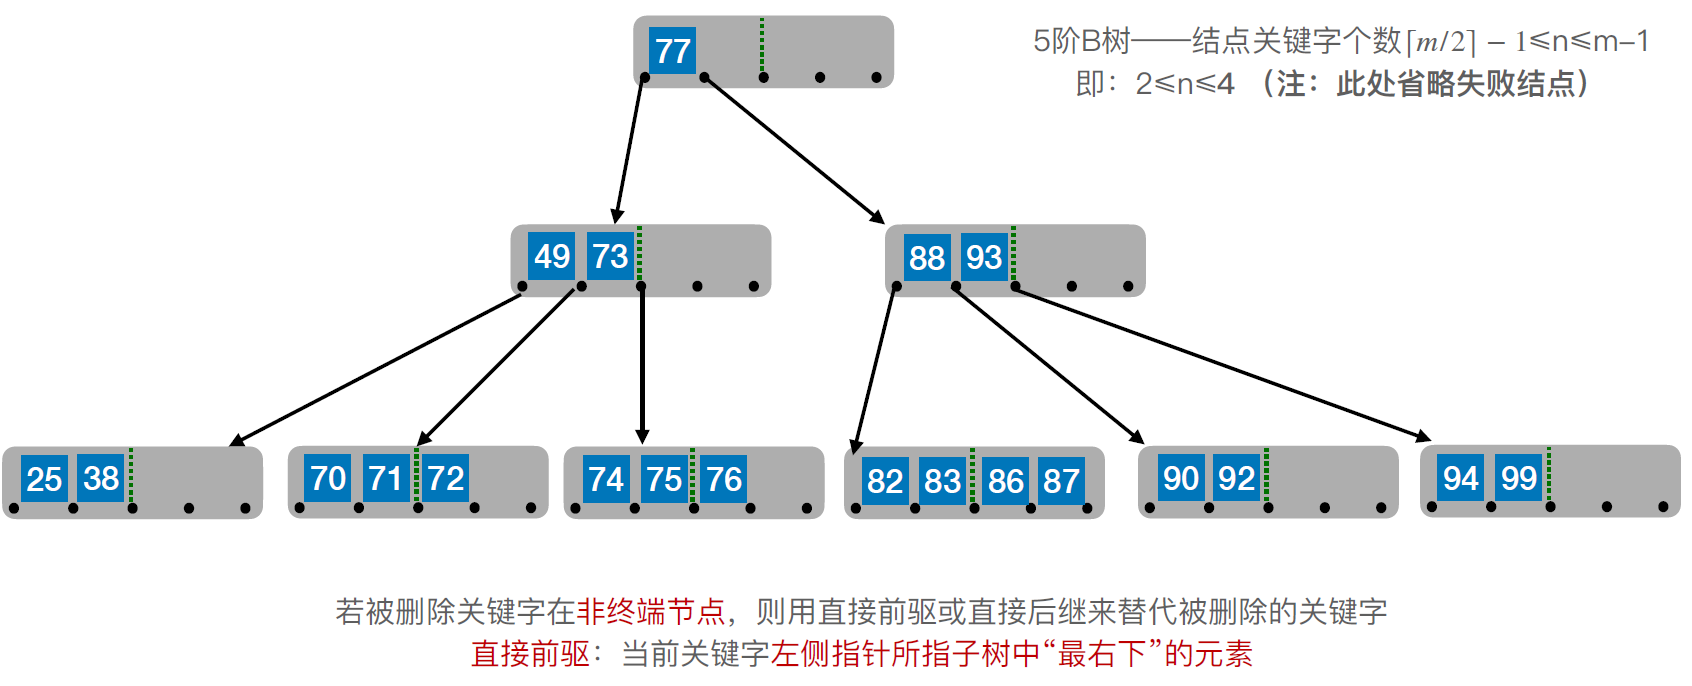 77
5阶B树——结点关键字个数⌈m/2⌉ – 1≤n≤m–1
即：2≤n≤4 （注：此处省略失败结点）
49 73
88 93
25 38
70 71 72
74 75 76
82 83 86 87
90 92
94 99
若被删除关键字在非终端节点，则用直接前驱或直接后继来替代被删除的关键字
直接前驱：当前关键字左侧指针所指子树中“最右下”的元素